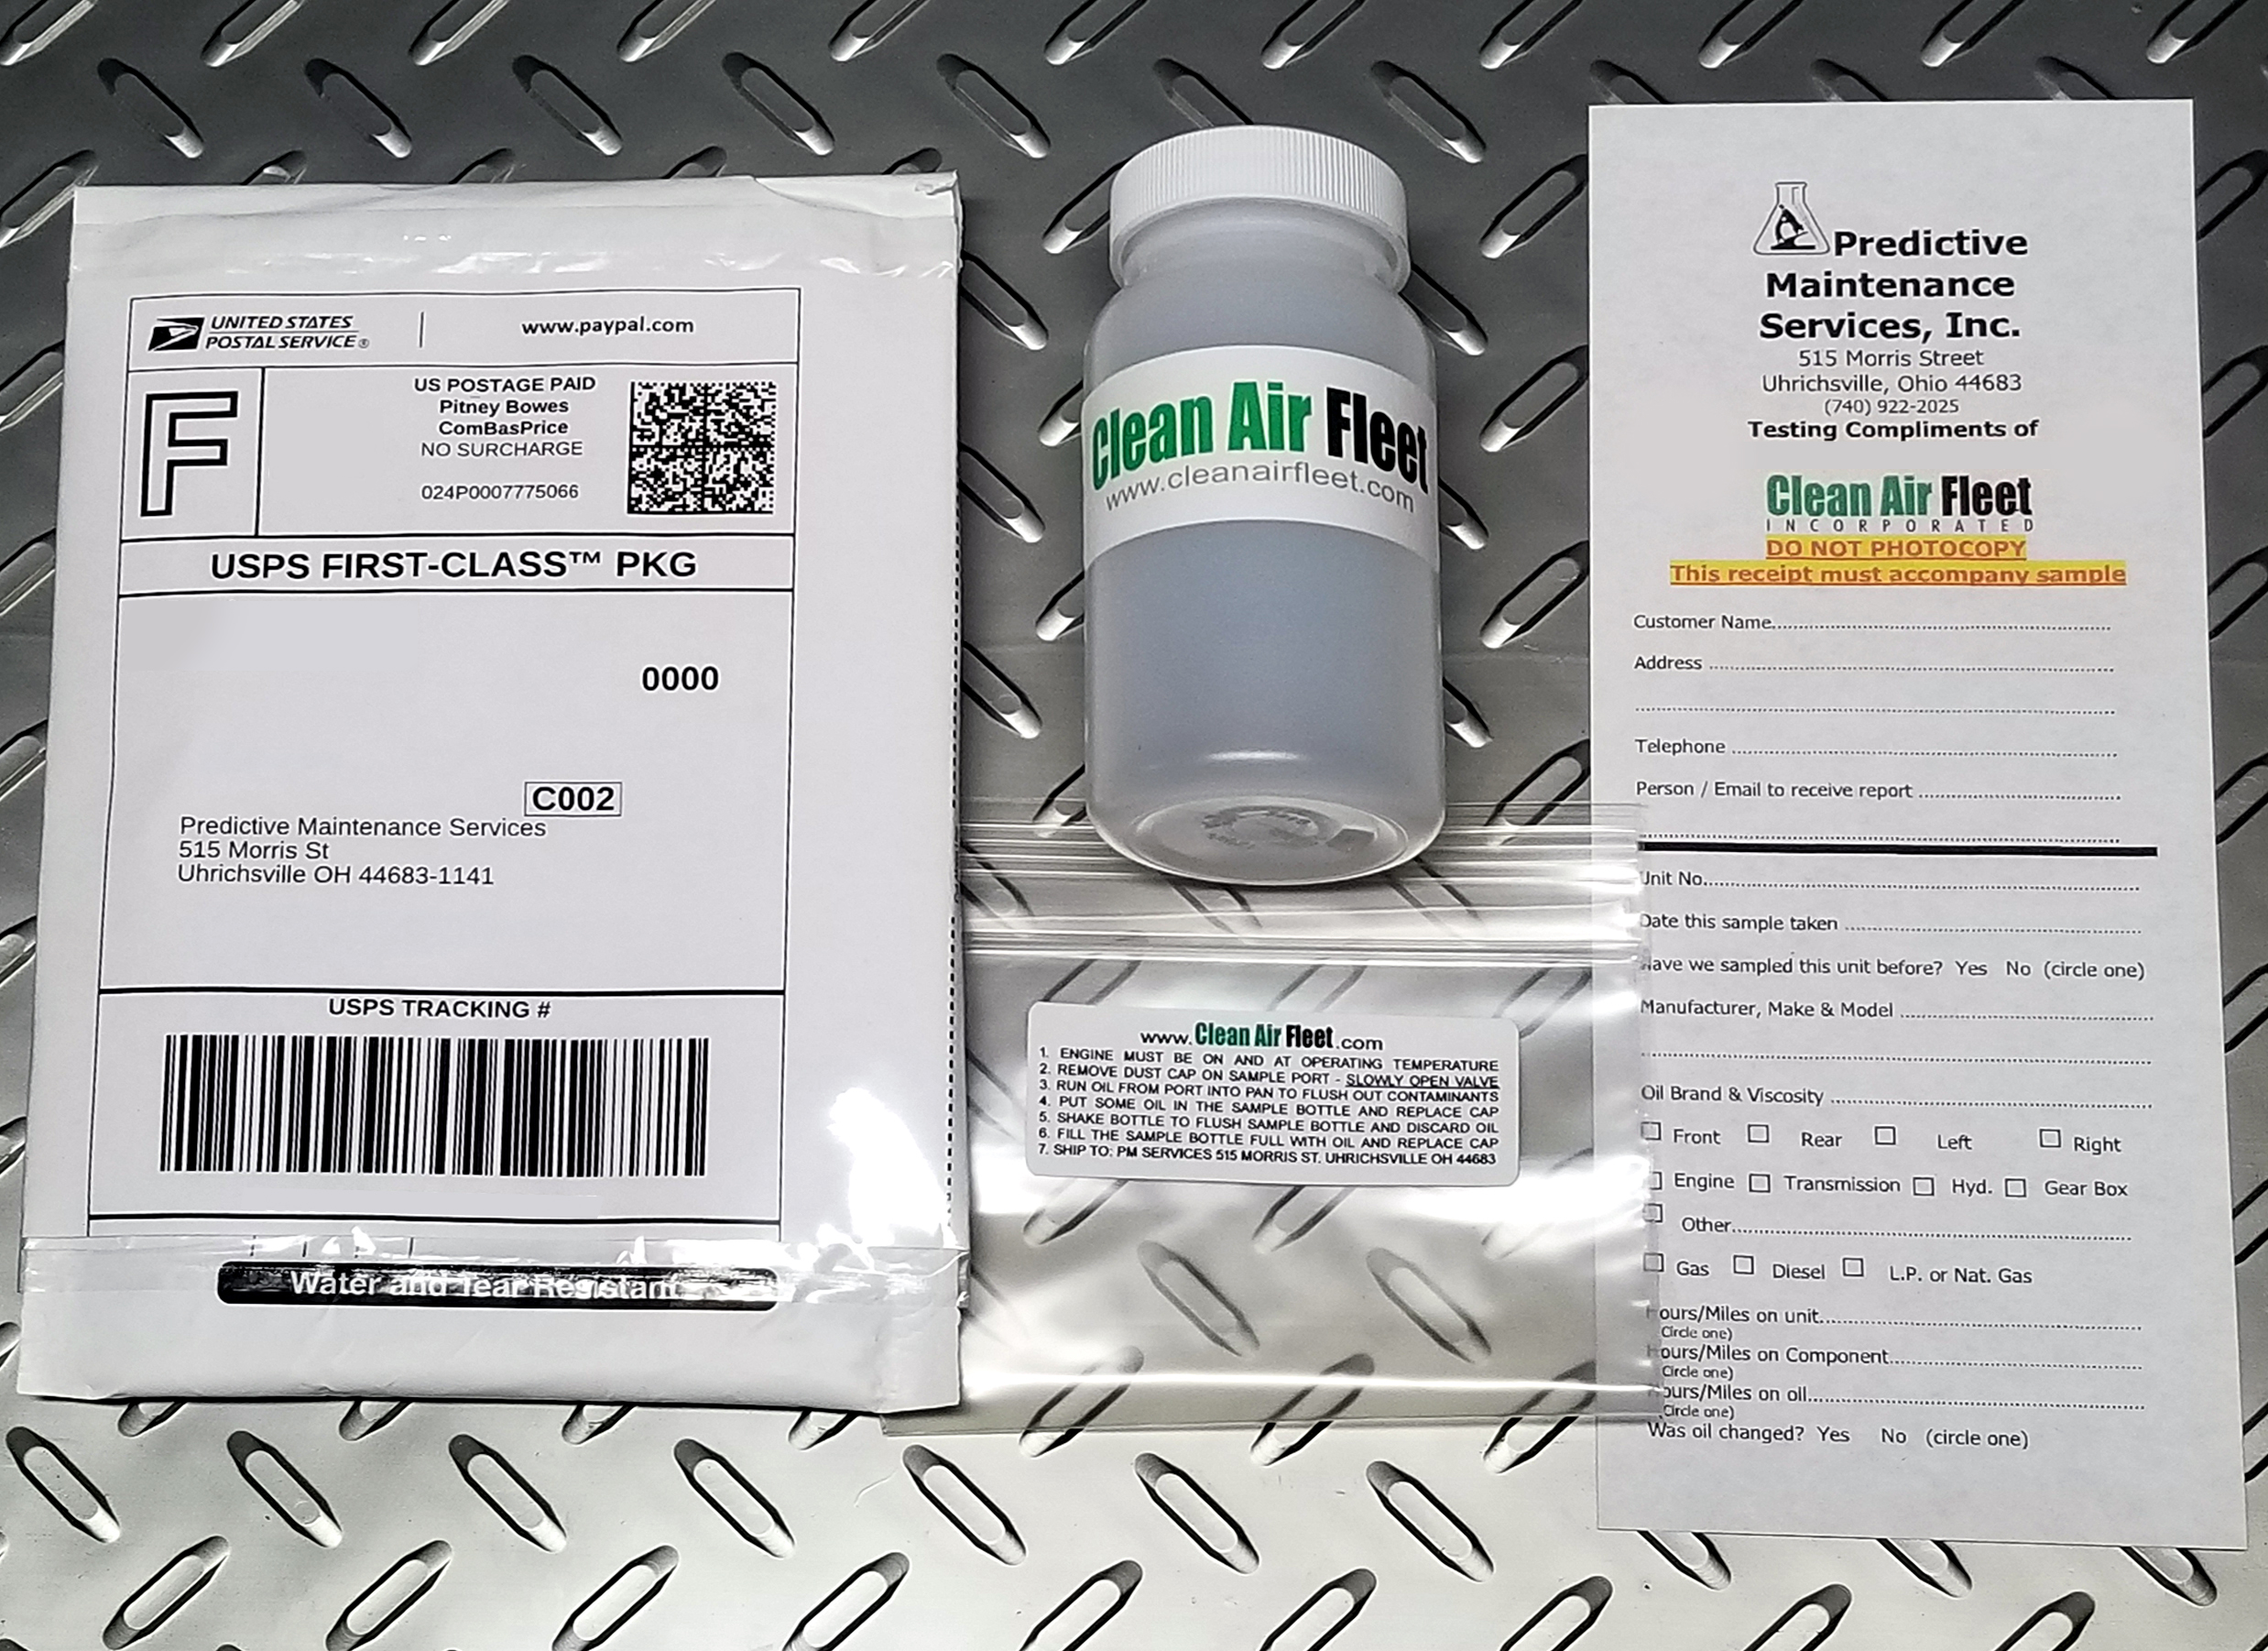 UNITED STATES
POSTAL SERVICE®
www.paypal.com
F
US POSTAGE PAID
Pitney Bowes
ComBasPrice
NO SURCHARGE
024P0007775066
USPS FIRST-CLASS™ PKG
0000
C002
Predictive Maintenance Services
515 Morris St
Uhrichsville OH 44683-1141
USPS TRACKING #
Water and Tear Resistant
Clean Air Fleet
www.cleanairfleet.com
www.Clean Air Fleet.com
1. ENGINE MUST BE ON AND AT OPERATING TEMPERATURE
2. REMOVE DUST CAP ON SAMPLE PORT - SLOWLY OPEN VALVE
3. RUN OIL FROM PORT INTO PAN TO FLUSH OUT CONTAMINANTS
4. PUT SOME OIL IN THE SAMPLE BOTTLE AND REPLACE CAP
5. SHAKE BOTTLE TO FLUSH SAMPLE BOTTLE AND DISCARD OIL
6. FILL THE SAMPLE BOTTLE FULL WITH OIL AND REPLACE CAP
7. SHIP TO: PM SERVICES 515 MORRIS ST. UHRICHSVILLE OH 44683
Predictive
Maintenance
Services, Inc.
515 Morris Street
Uhrichsville, Ohio 44683
(740) 922-2025
Testing Compliments of
Clean Air Fleet
INCORPORATED
DO NOT PHOTOCOPY
This receipt must accompany sample
Customer Name
Address
Telephone
Person / Email to receive report
Unit No.
Date this sample taken
Have we sampled this unit before? Yes No (circle one)
Manufacturer, Make & Model
Oil Brand & Viscosity
Front Rear Left Right
Engine Transmission Hyd. Gear Box
Other
Gas Diesel L.P. or Nat. Gas
Hours/Miles on unit
(Circle one)
Hours/Miles on Component
(Circle one)
Hours/Miles on oil
(Circle one)
Was oil changed? Yes No (circle one)